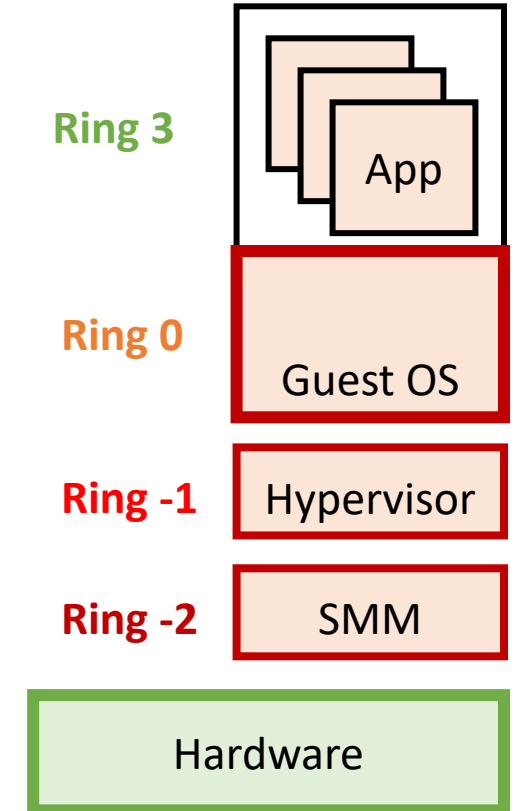 Ring 3
App
Ring 0
Guest OS
Ring -1
Hypervisor
Ring -2
SMM
Hardware